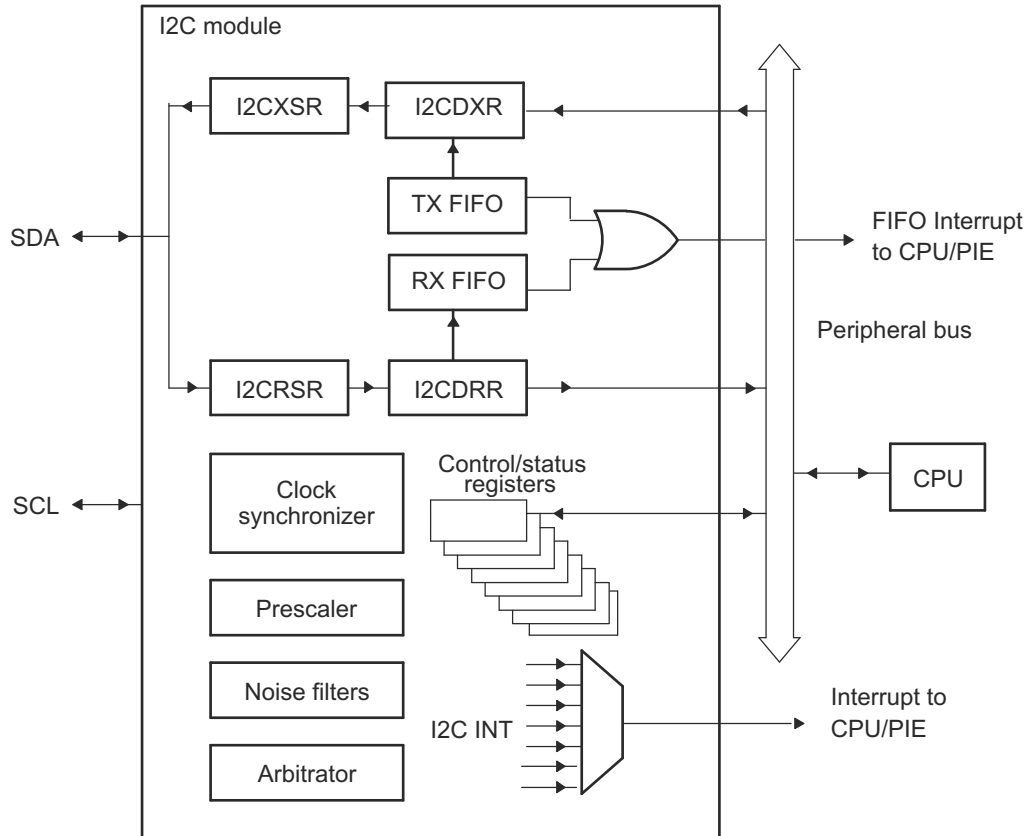 I2C module
I2CXSR
I2CDXR
TX FIFO
SDA
FIFO Interrupt
to CPU/PIE
RX FIFO
Peripheral bus
I2CRSR
I2CDRR
Control/status
registers
SCL
Clock
synchronizer
CPU
Prescaler
Noise filters
I2C INT
Interrupt to
CPU/PIE
Arbitrator